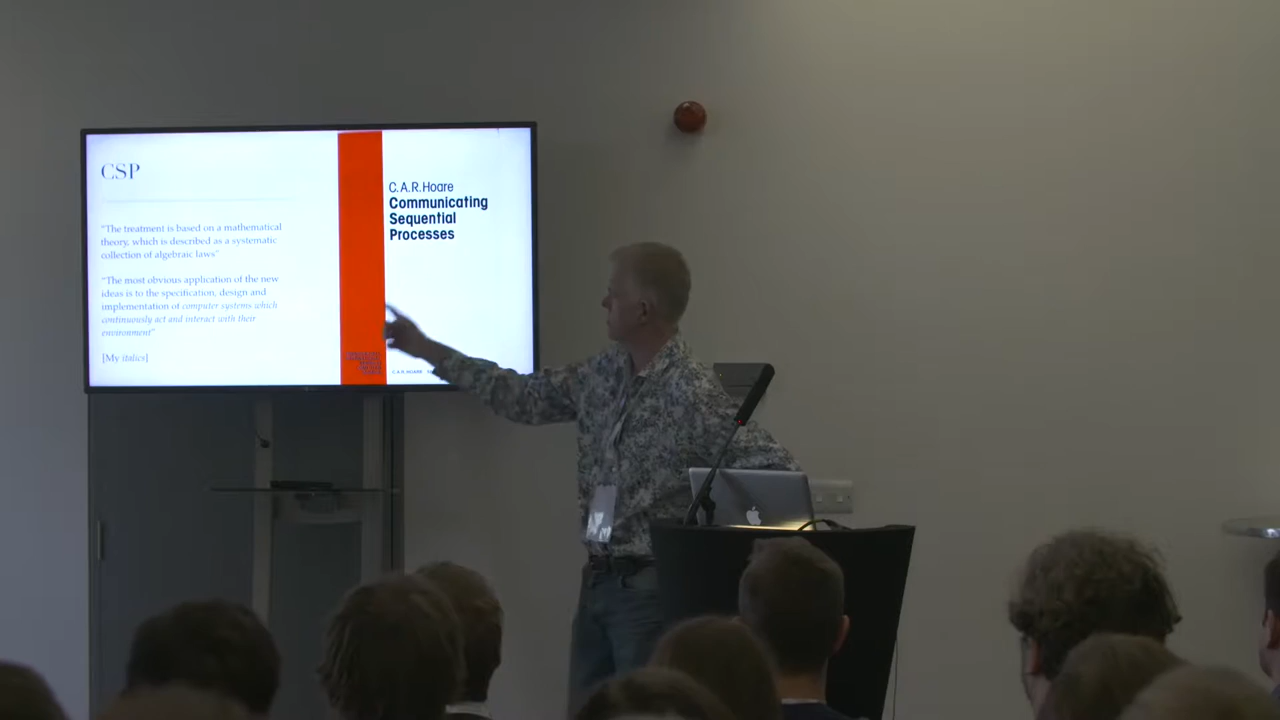 CSP
"The treatment is based on a mathematical
theory, which is described as a systematic
collection of algebraic laws"
"The most obvious application of the new
ideas is to the specification, design and
implementation of computer systems which
continuously act and interact with their
environment"
[My italics]
C.A.R.Hoare
Communicating
Sequential
Processes
C.A.R. HOARE